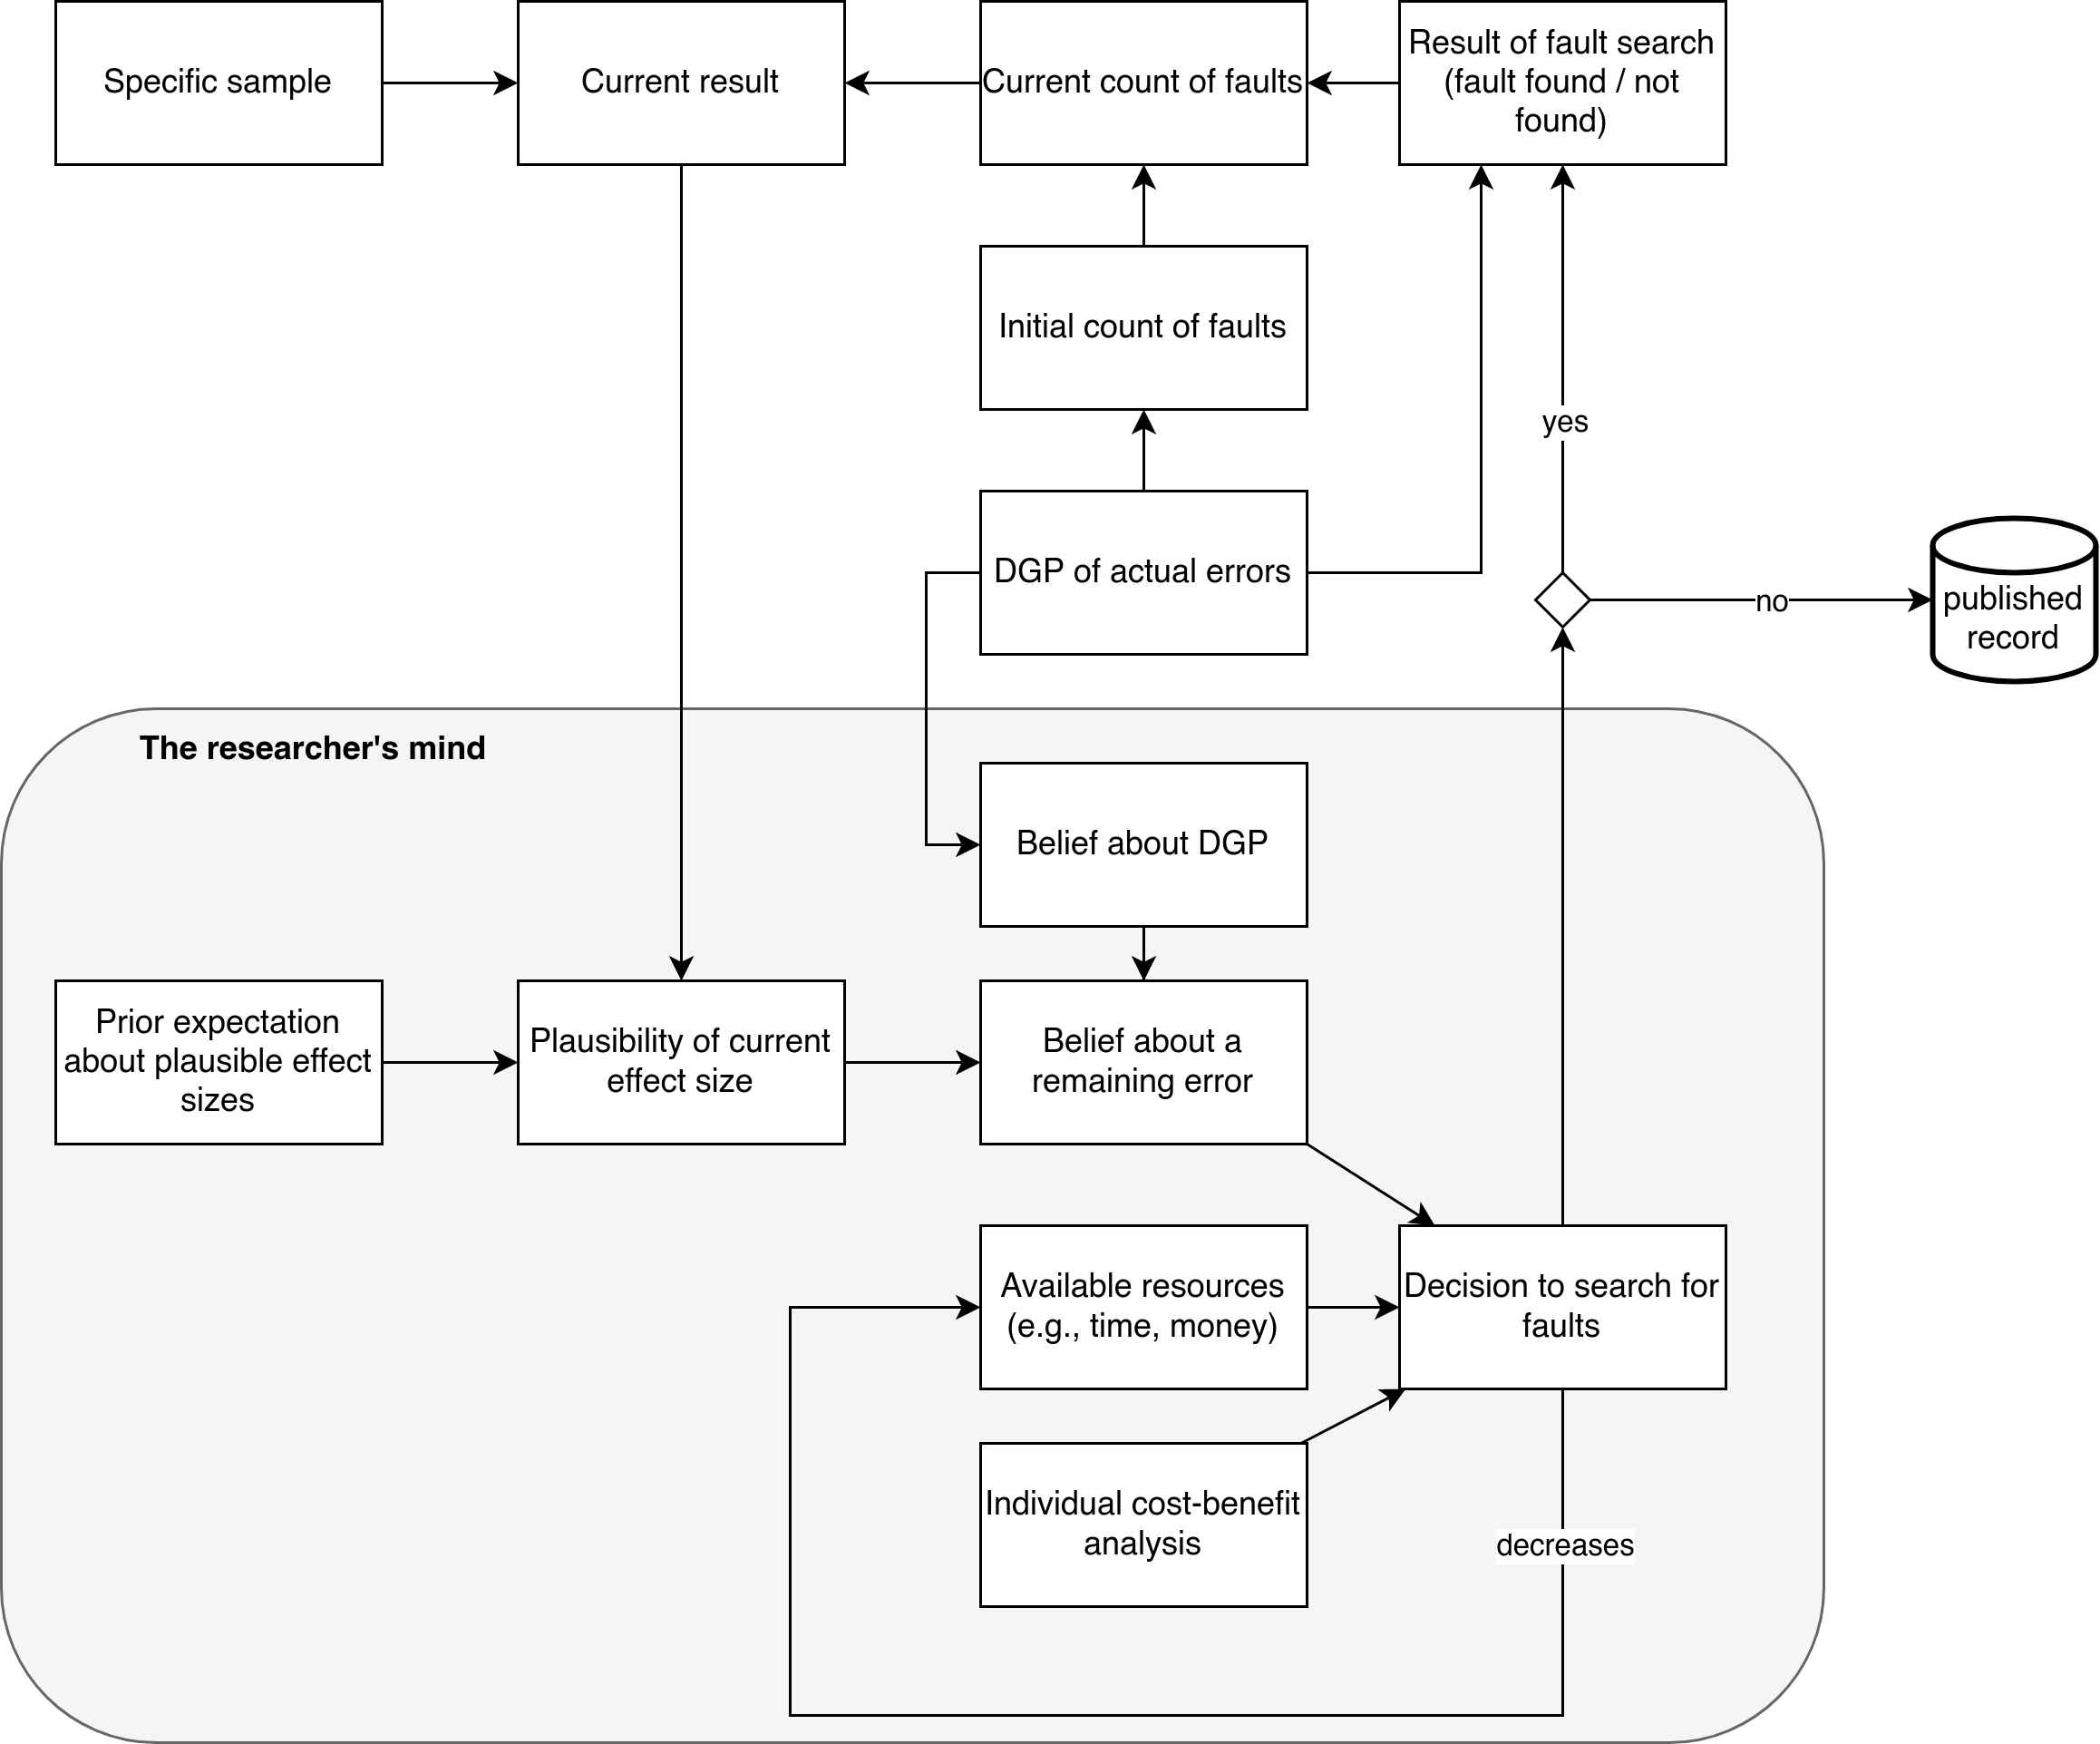 Specific sample
Current result
Current count of faults
Result of fault search
(fault found / not
found)
Initial count of faults
yes
DGP of actual errors
no
published
record
The researcher's mind
Belief about DGP
Prior expectation
about plausible effect
sizes
Plausibility of current
effect size
Belief about a
remaining error
Available resources
(e.g., time, money)
Decision to search for
faults
Individual cost-benefit
analysis
decreases